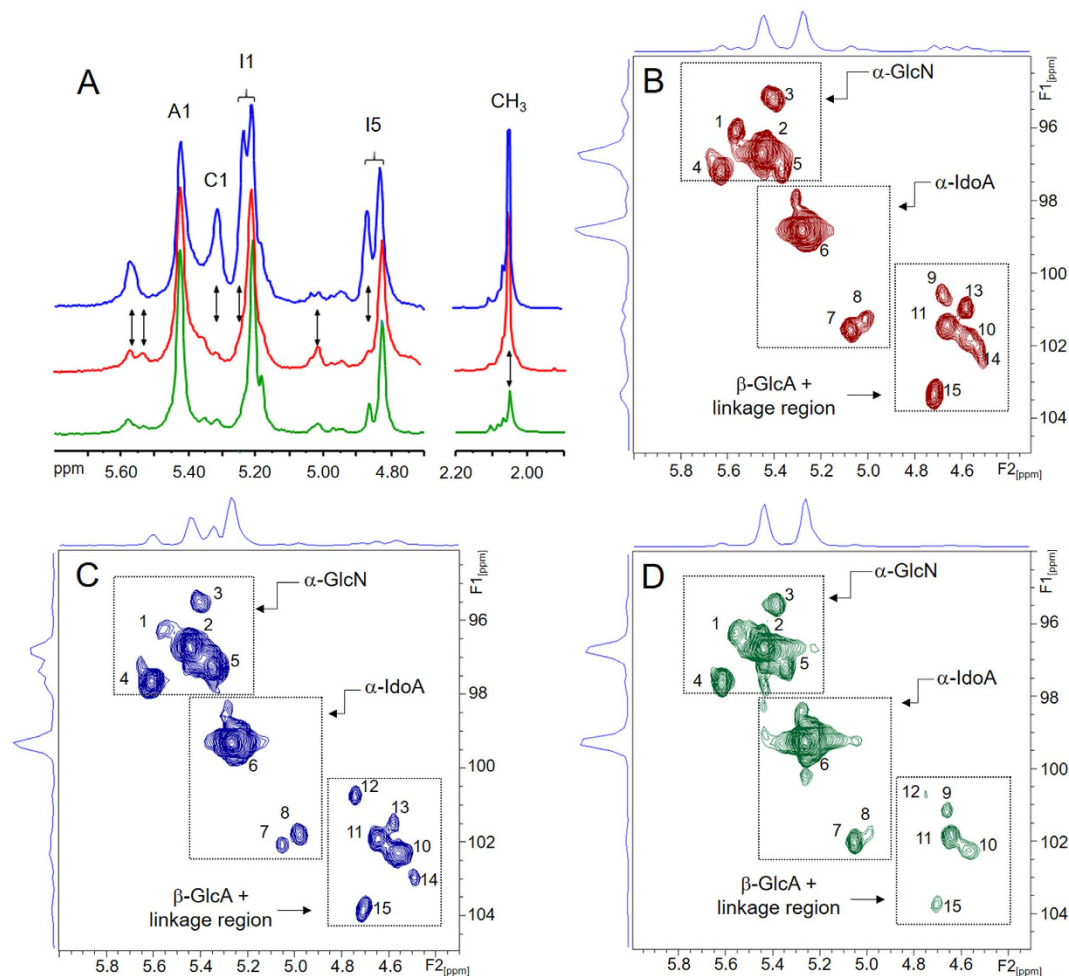 A
I1
A1
C1
I5
CH₃
ppm 5.60 5.40 5.20 5.00 4.80 2.20 2.00
B
α-GlcN
3
1
2
4
5
α-IdoA
6
9
13
8
7
11
10
14
β-GlcA +
linkage region
15
F1[ppm]
96
98
100
102
104
5.8 5.6 5.4 5.2 5.0 4.8 4.6 F2[ppm]
C
α-GlcN
3
1
2
5
4
α-IdoA
6
12
8
13
7
11
10
14
β-GlcA +
linkage region
15
F1[ppm]
96
98
100
102
104
5.8 5.6 5.4 5.2 5.0 4.8 4.6 F2[ppm]
D
α-GlcN
3
1
2
5
4
α-IdoA
6
12
9
8
7
11
10
β-GlcA +
linkage region
15
F1[ppm]
96
98
100
102
104
5.8 5.6 5.4 5.2 5.0 4.8 4.6 F2[ppm]